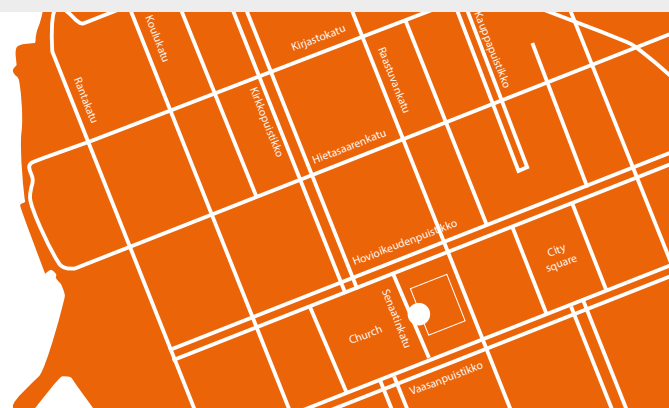 Koulukatu
Kirjastokatu
Kauppapuistikko
Raastuvankatu
Rantakatu
Kirkkopuistikko
Hietasaarenkatu
Hovioikeudenpuistikko
City
square
Senaatinkatu
Church
Vaasanpuistikko